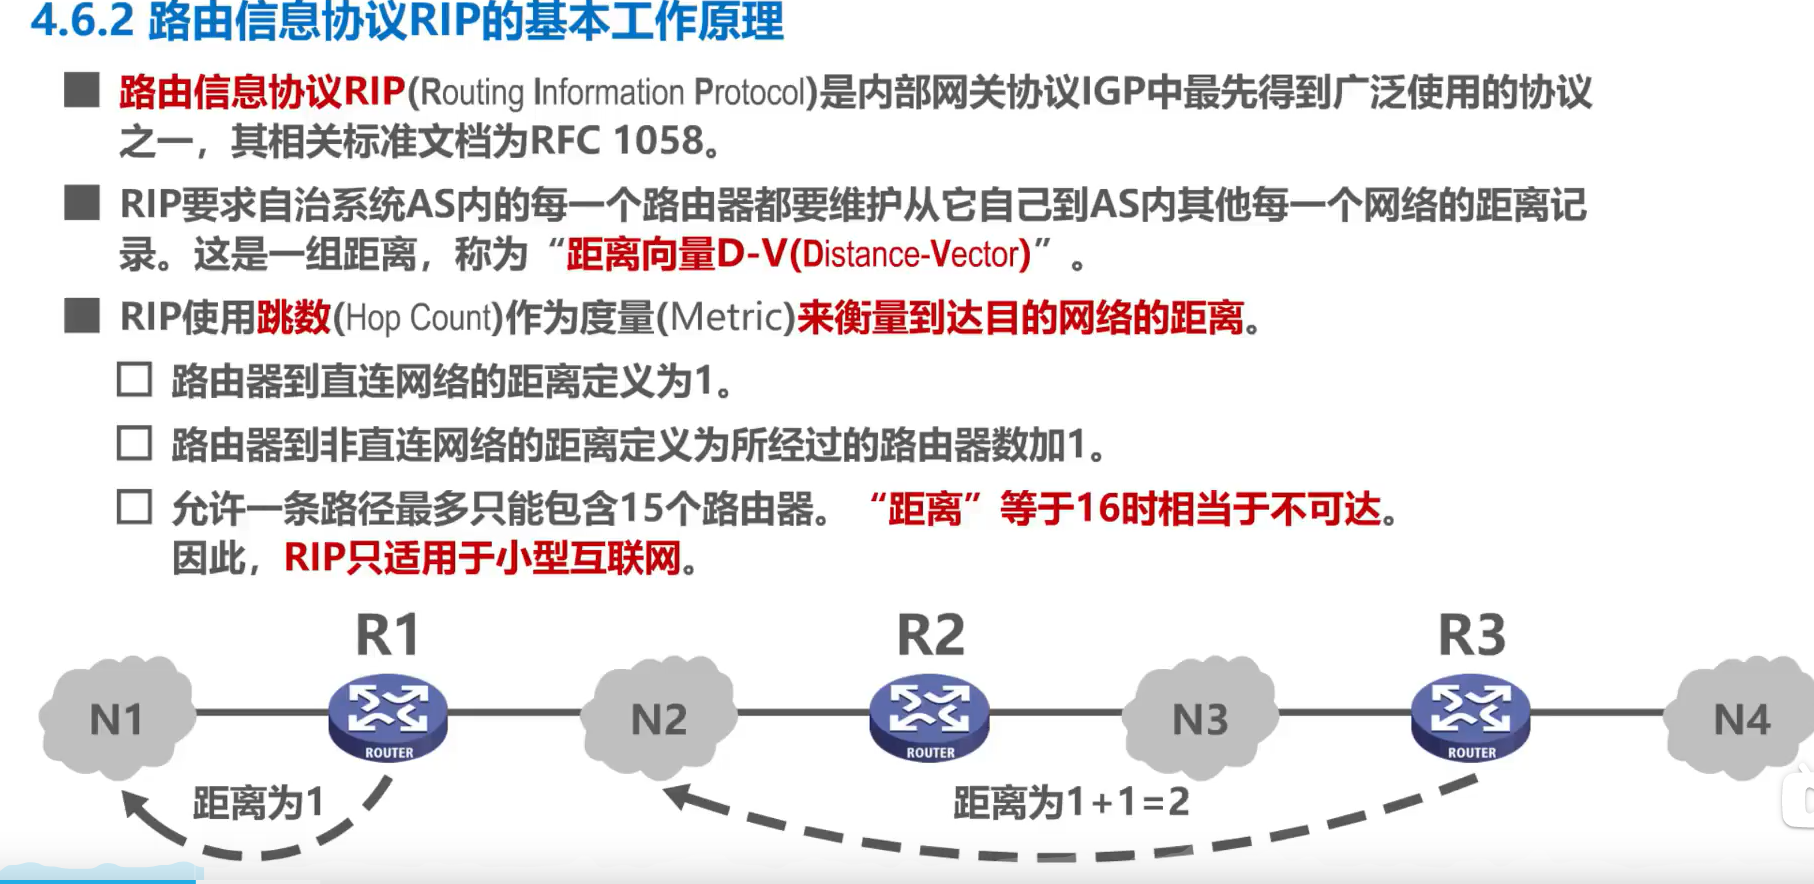 4.6.2 路由信息协议RIP的基本工作原理
路由信息协议RIP(Routing Information Protocol)是内部网关协议IGP中最先得到广泛使用的协议
之一，其相关标准文档为RFC 1058。
RIP要求自治系统AS内的每一个路由器都要维护从它自己到AS内其他每一个网络的距离记
录。这是一组距离，称为“距离向量D-V(Distance-Vector)”。
RIP使用跳数(Hop Count)作为度量(Metric)来衡量到达目的网络的距离。
路由器到直连网络的距离定义为1。
路由器到非直连网络的距离定义为所经过的路由器数加1。
允许一条路径最多只能包含15个路由器。“距离”等于16时相当于不可达。
因此，RIP只适用于小型互联网。
R1 R2 R3
N1 N2 N3 N4
ROUTER ROUTER ROUTER
距离为1 距离为1+1=2